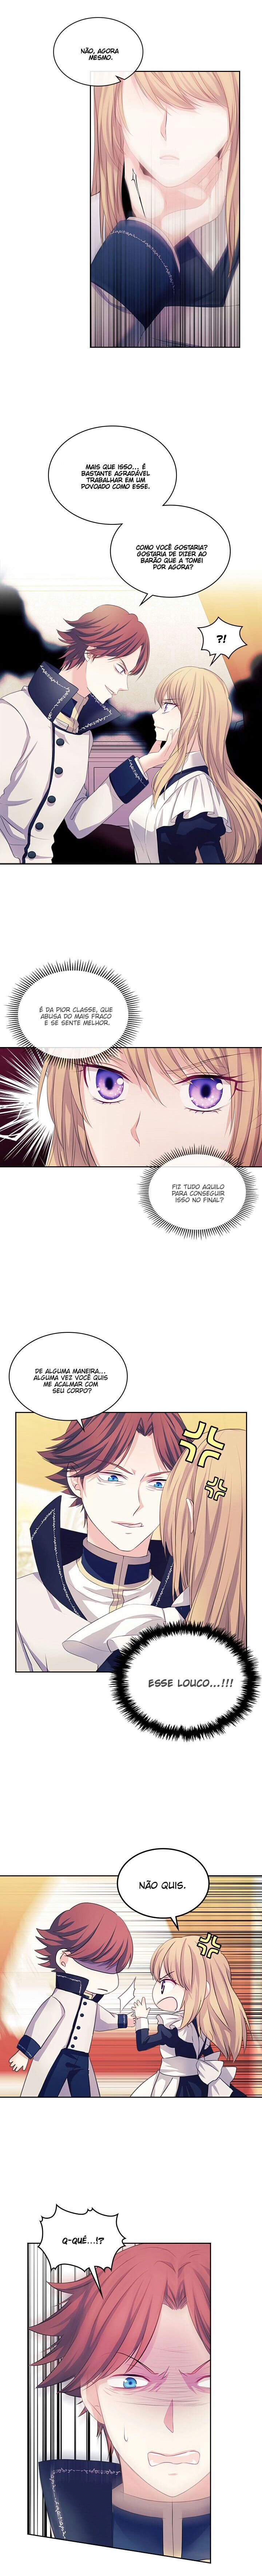 NÃO, AGORA
MESMO.
MAIS QUE ISSO... É
BASTANTE AGRADÁVEL
TRABALHAR EM UM
POVOADO COMO ESSE.
COMO VOCÊ GOSTARIA?
GOSTARIA DE DIZER AO
BARÃO QUE A TOMEI
POR AGORA?
?!
É DA PIOR CLASSE, QUE
ABUSA DO MAIS FRACO
E SE SENTE MELHOR.
FIZ TUDO AQUILO
PARA CONSEGUIR
ISSO NO FINAL?
DE ALGUMA MANEIRA...
ALGUMA VEZ VOCÊ QUIS
ME ACALMAR COM
SEU CORPO?
ESSE LOUCO...!!!
NÃO QUIS.
Q-QUÊ...!?